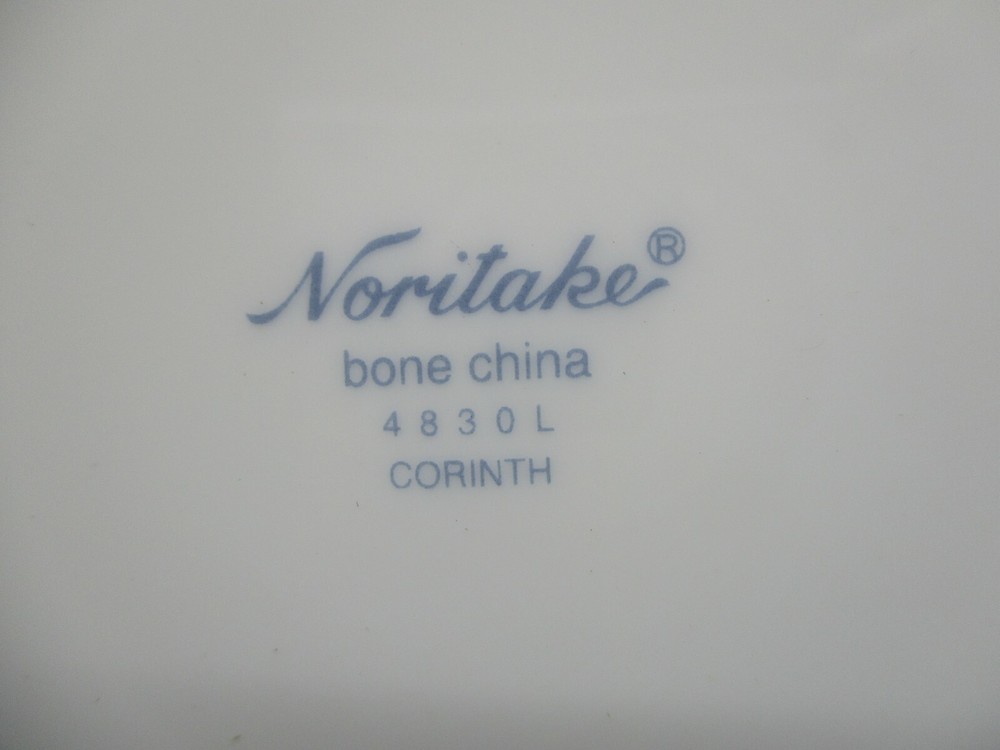 Noritake®
bone china
4830L
CORINTH